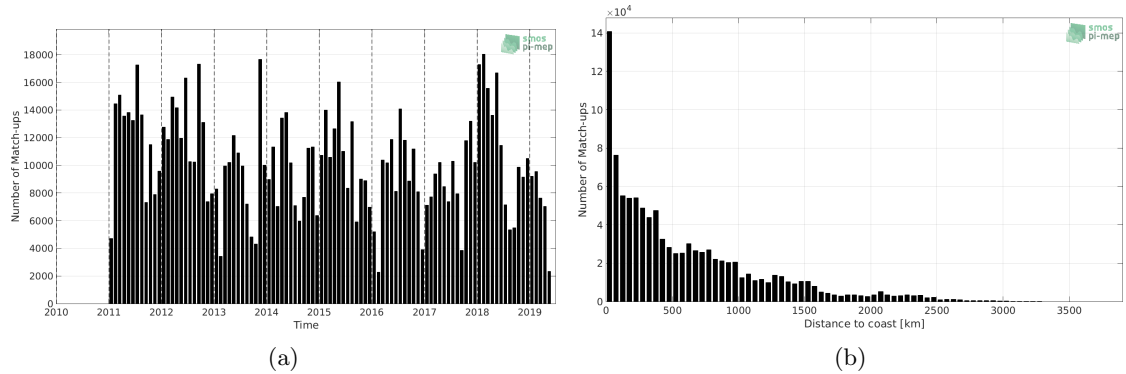 ×10⁴
smos
pi-mep
18000
16000
14000
12000
10000
8000
6000
4000
2000
0
Number of Match-ups
2010 2011 2012 2013 2014 2015 2016 2017 2018 2019
Time
(a)
smos
pi-mep
14
12
10
8
6
4
2
0
Number of Match-ups
0 500 1000 1500 2000 2500 3000 3500
Distance to coast [km]
(b)